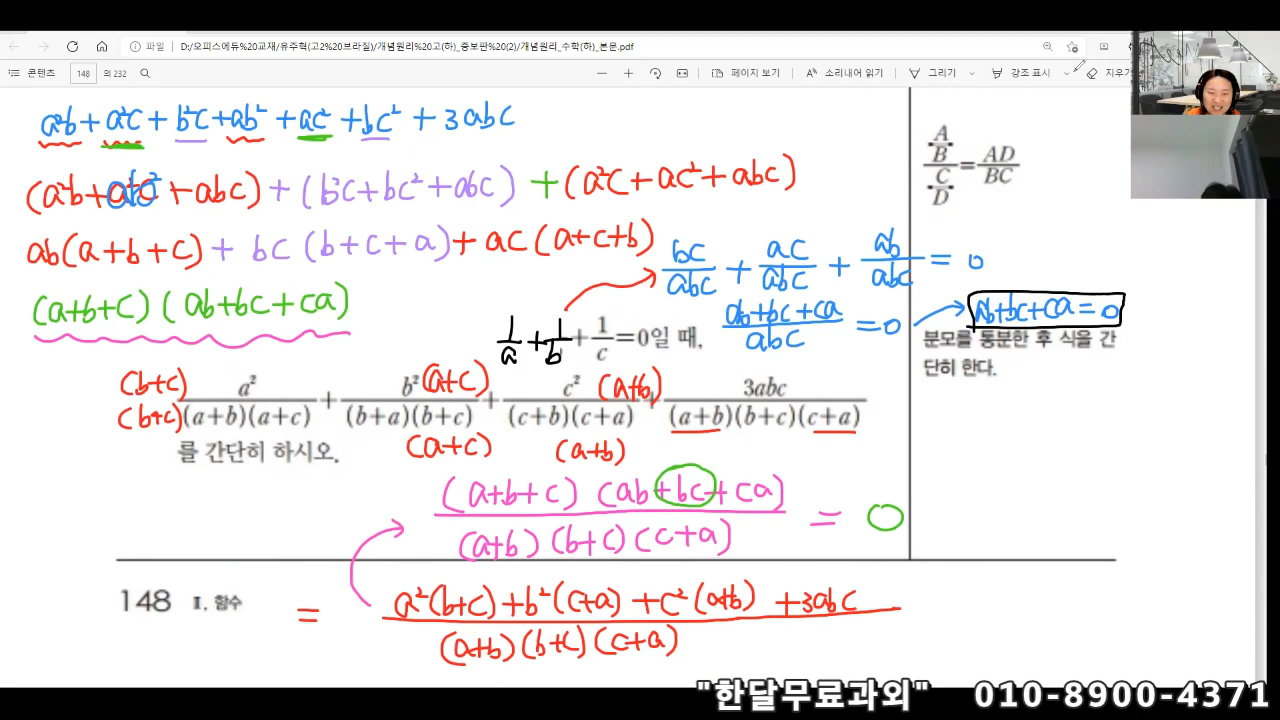 파일 D:/오피스에듀%20교재/유주혁(고2%20브라질)/개념원리%20고(하)_증보판%20(2)/개념원리_수학(하)_본문.pdf
콘텐츠 148 의 232 페이지 보기 소리내어 읽기 그리기 강조 표시 지우기
a²b + a²c + b²c + ab² + ac² + bc² + 3abc
(a²b + ab² + abc) + (b²c + bc² + abc) + (a²c + ac² + abc)
ab(a+b+c) + bc(b+c+a) + ac(a+c+b)
(a+b+c)(ab+bc+ca)
A/B / C/D = AD/BC
bc/abc + ac/abc + ab/abc = 0
ab+bc+ca/abc = 0
ab+bc+ca = 0
1/a + 1/b + 1/c = 0일 때,
분모를 통분한 후 식을 간
단히 한다.
(b+c) a²/(b+c)(a+b)(a+c) + b²(a+c)/(b+a)(b+c)(a+c) + c²(a+b)/(c+b)(c+a)(a+b) + 3abc/(a+b)(b+c)(c+a)
를 간단히 하시오.
(a+b+c)(ab+bc+ca)/(a+b)(b+c)(c+a) = 0
148 Ⅱ. 함수
= a²(b+c)+b²(c+a)+c²(a+b)+3abc/(a+b)(b+c)(c+a)
"한달무료과외" 010-8900-4371